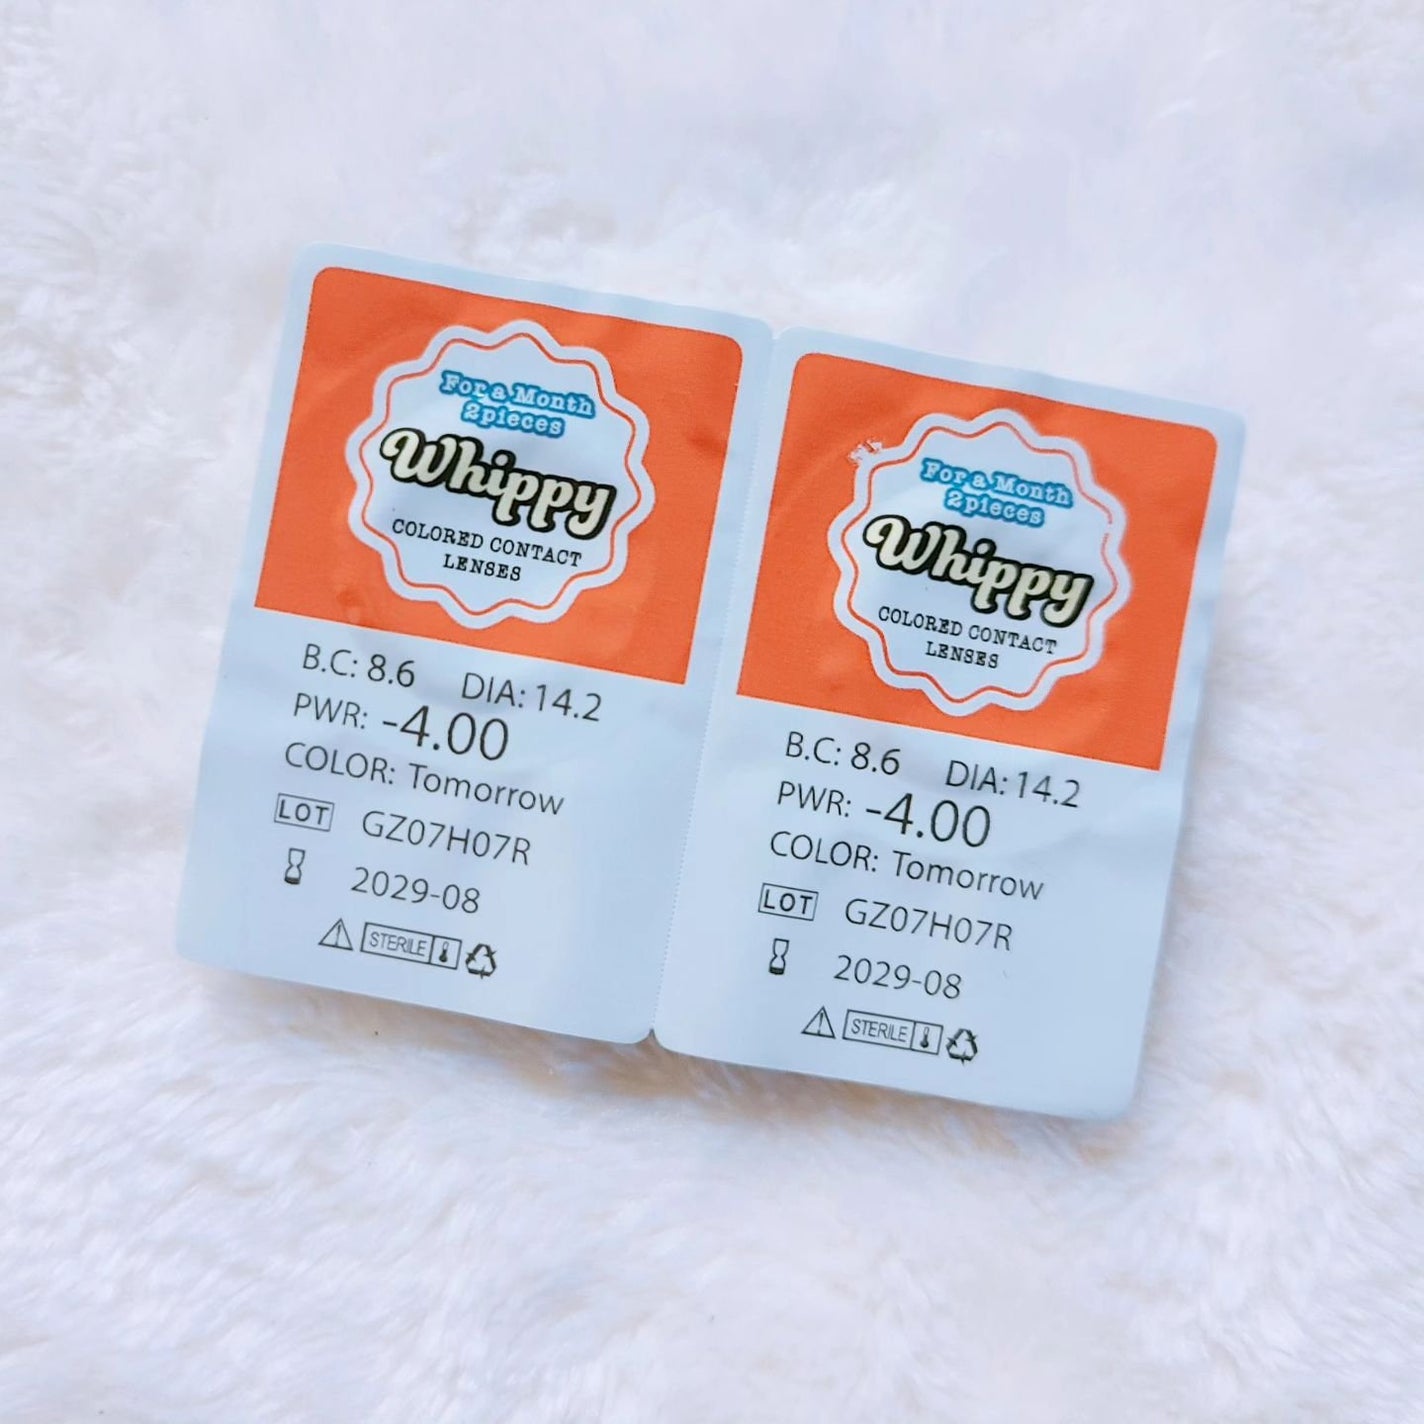 For a Month
2pieces
Whippy
COLORED CONTACT
LENSES
B.C: 8.6 DIA: 14.2
PWR: -4.00
COLOR: Tomorrow
LOT GZ07H07R
2029-08
STERILE
For a Month
2pieces
Whippy
COLORED CONTACT
LENSES
B.C: 8.6 DIA: 14.2
PWR: -4.00
COLOR: Tomorrow
LOT GZ07H07R
2029-08
STERILE